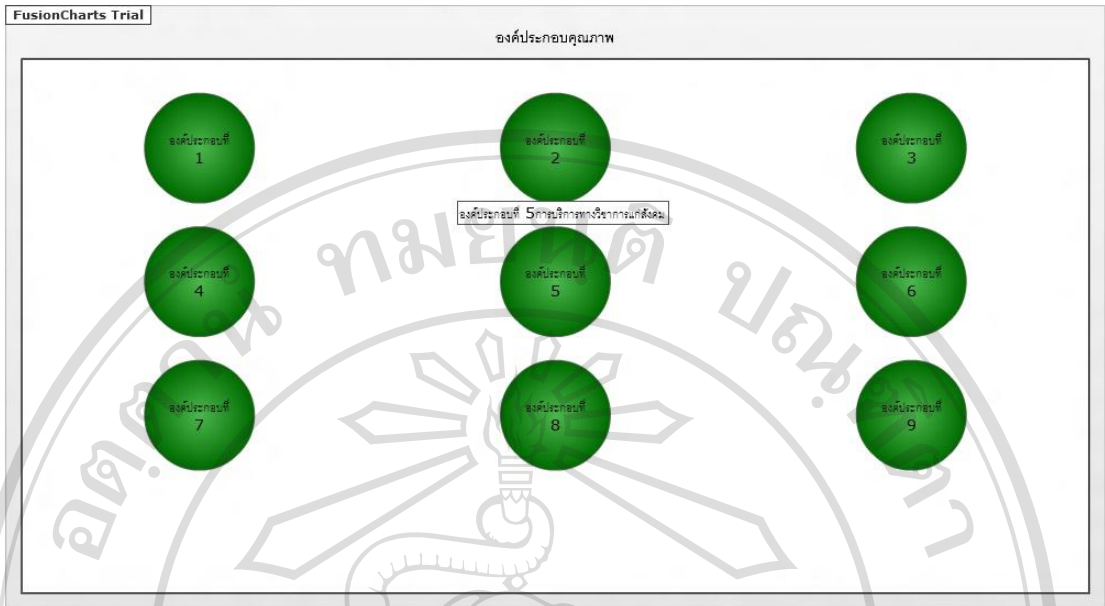 FusionCharts Trial
องค์ประกอบคุณภาพ
องค์ประกอบที่
1
องค์ประกอบที่
2
องค์ประกอบที่
3
องค์ประกอบที่ 5การบริการทางวิชาการแก่สังคม
องค์ประกอบที่
4
องค์ประกอบที่
5
องค์ประกอบที่
6
องค์ประกอบที่
7
องค์ประกอบที่
8
องค์ประกอบที่
9